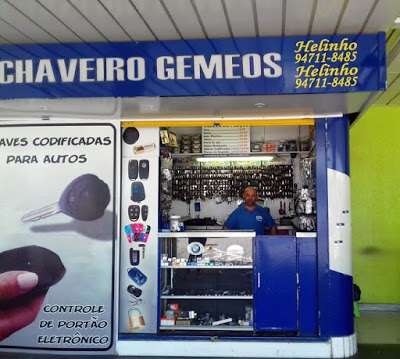 CHAVEIRO GEMEOS
Helinho
94711-8485
Helinho
94711-8485
AVES CODIFICADAS
PARA AUTOS
CONTROLE
DE PORTÃO
ELETRÔNICO